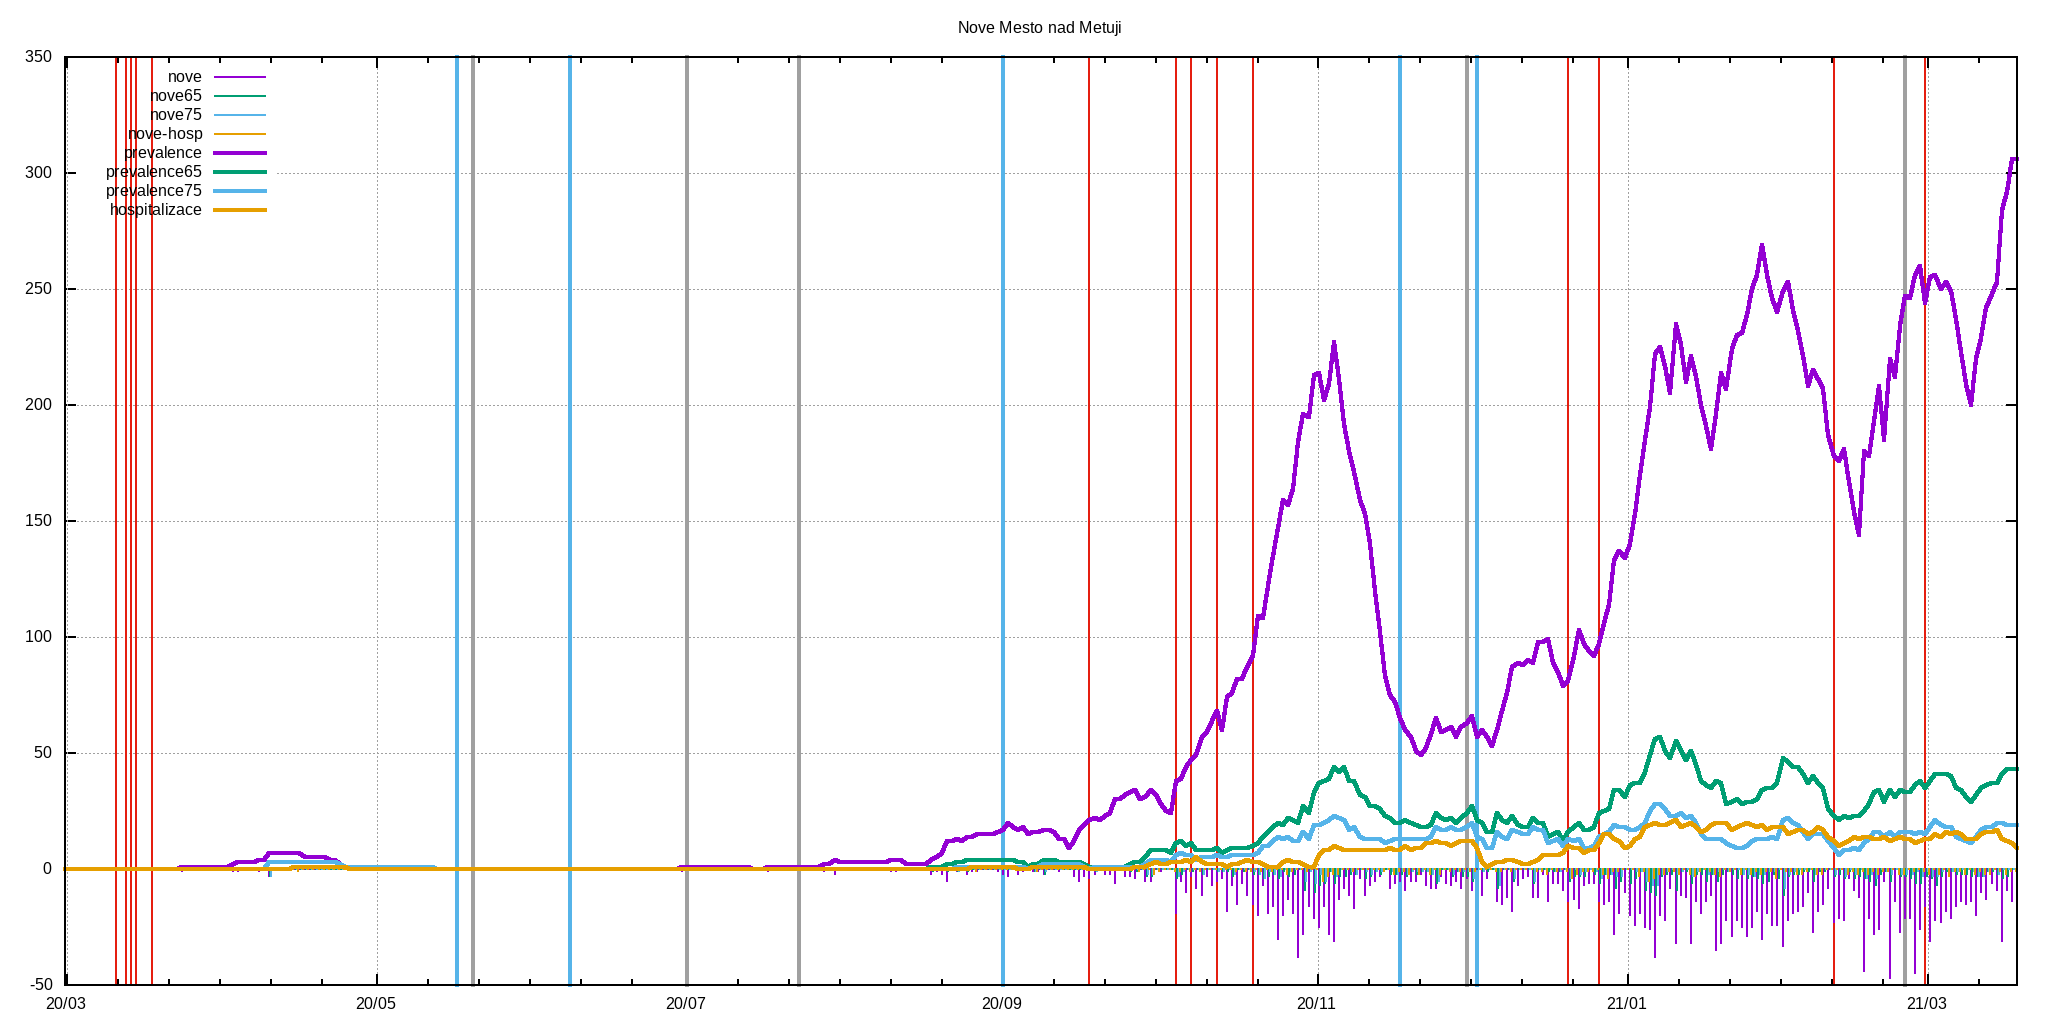 Nove Mesto nad Metuji
350
300
250
200
150
100
50
0
-50
nove
nove65
nove75
nove-hosp
prevalence
prevalence65
prevalence75
hospitalizace
20/03 20/05 20/07 20/09 20/11 21/01 21/03